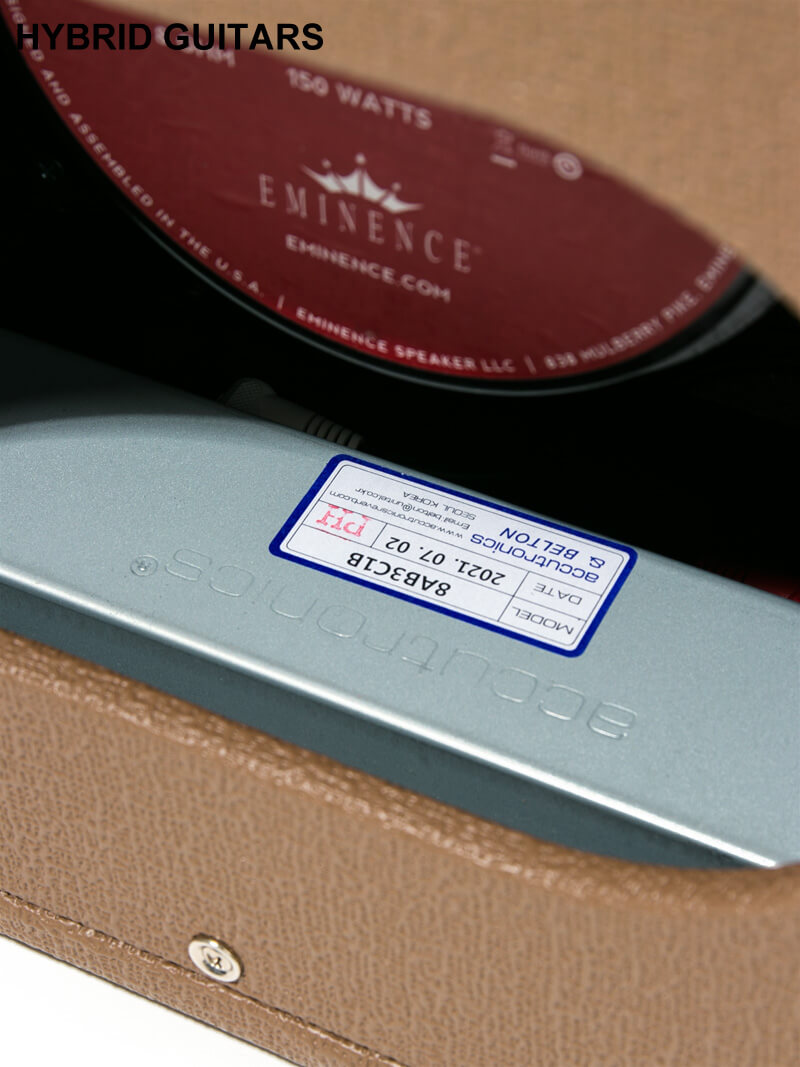 HYBRID GUITARS
150 WATTS
EMINENCE
EMINENCE.COM
AND ASSEMBLED IN THE U.S.A. | EMINENCE SPEAKER LLC | 838 MULBERRY PIKE, EMINE
MODEL 8AB3C1B
DATE 2021. 07. 02
accutronics & BELTON
www.accutronicsreverb.com
Email.belton@unitel.co.kr
SEOUL KOREA
accutronics®